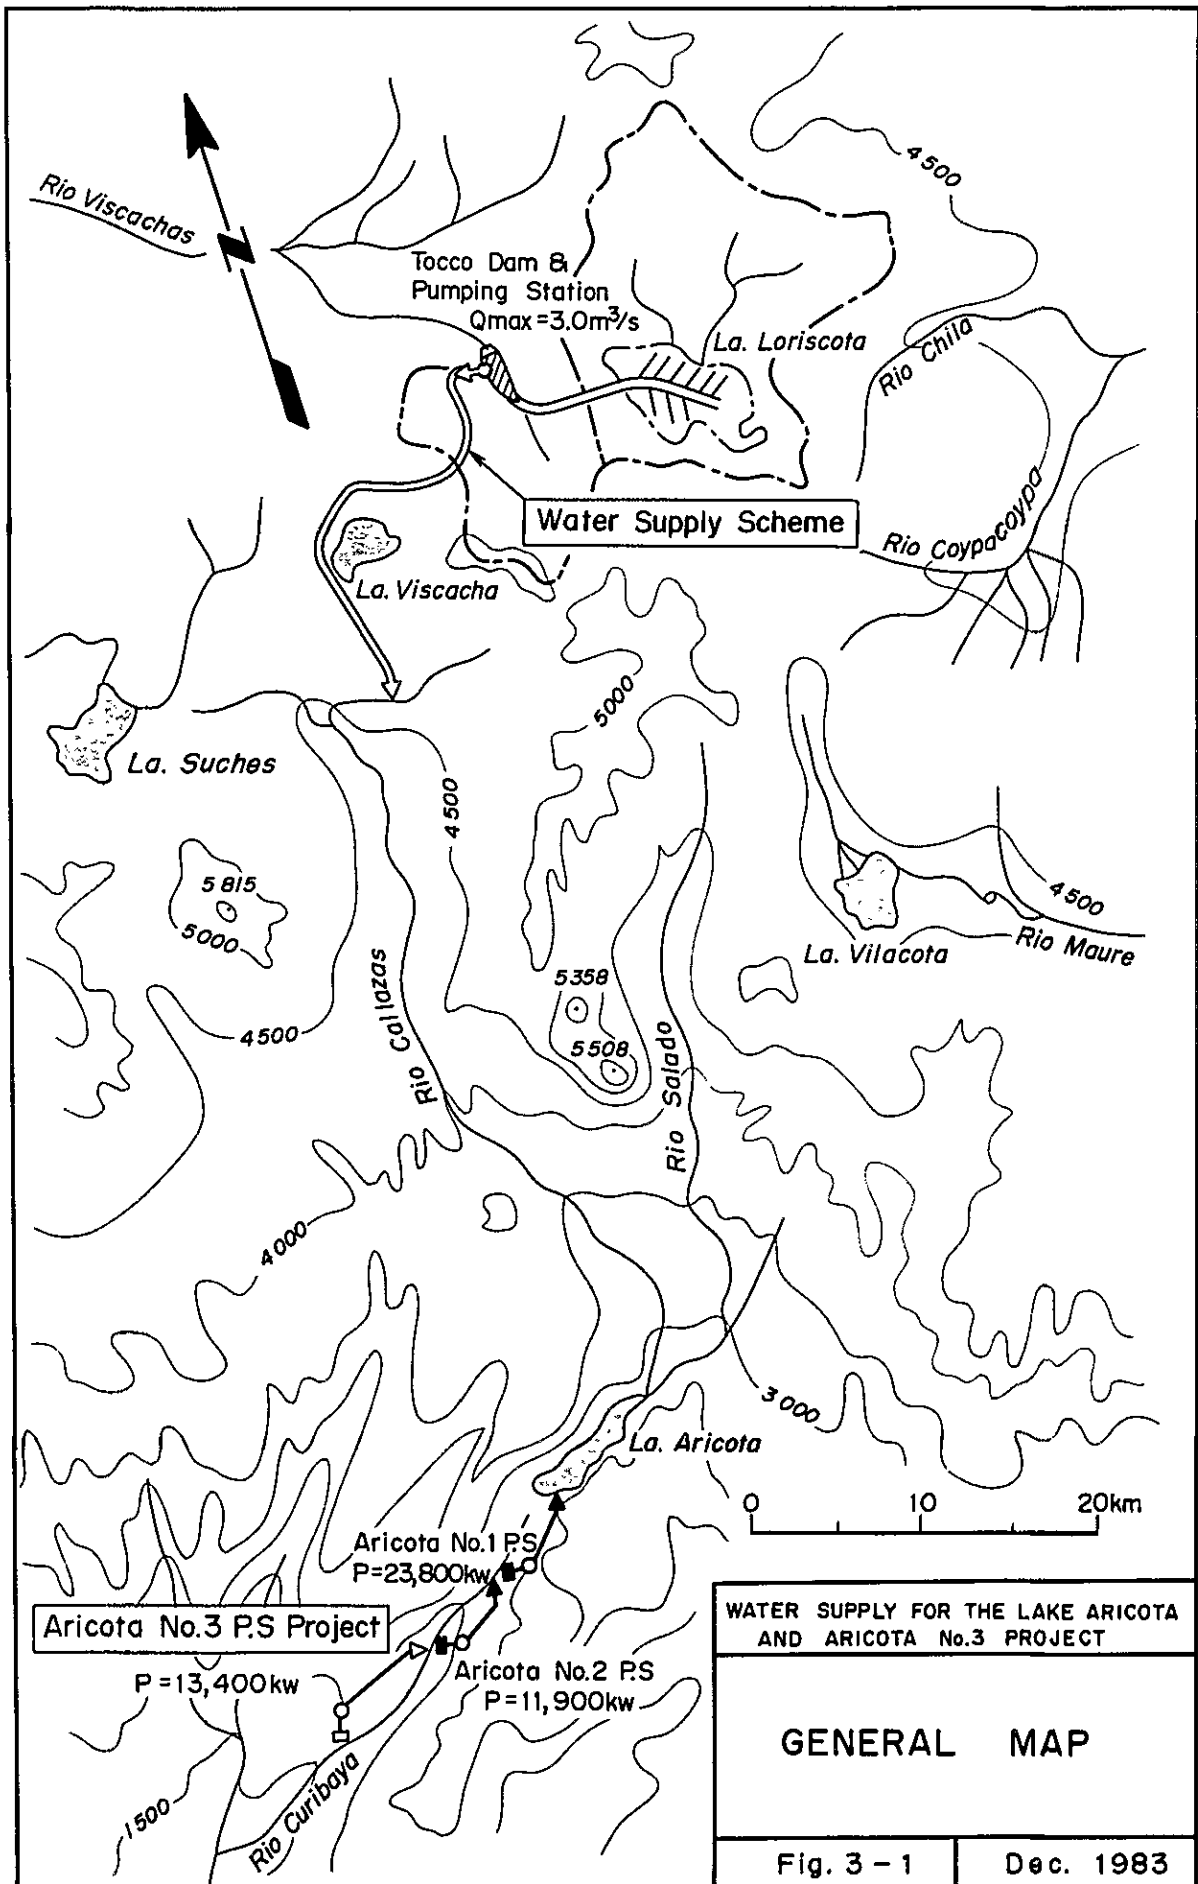 4500
Rio Viscachas
Tocco Dam &
Pumping Station
Qmax=3.0m³/s
La. Loriscota
Rio Chila
Water Supply Scheme
Rio Coypacoypa
La. Viscacha
5000
La. Suches
4500
5815
5000
4500
La. Vilacota
Rio Maure
4500
Rio Callazas
5358
5508
Rio Salado
4000
3000
La. Aricota
0 10 20km
Aricota No.1 P.S
P=23,800kw
Aricota No.3 P.S Project
P=13,400kw
Aricota No.2 P.S
P=11,900kw
1500
Rio Curibaya
WATER SUPPLY FOR THE LAKE ARICOTA
AND ARICOTA No.3 PROJECT
GENERAL MAP
Fig. 3-1
Dec. 1983